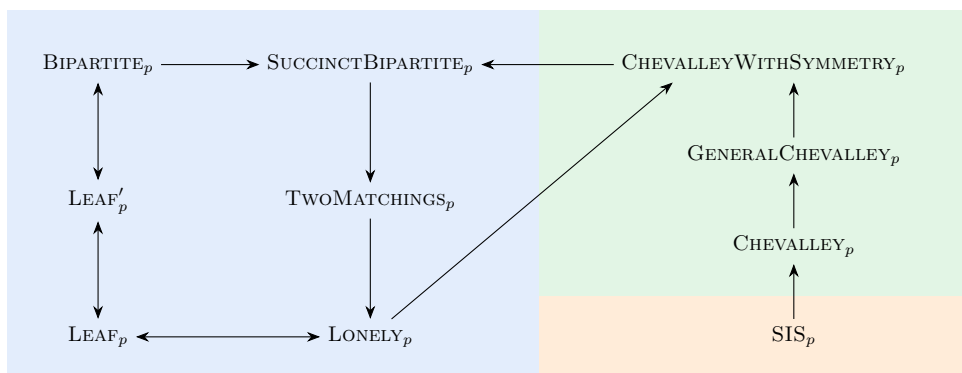 BIPARTITE_p SUCCINCTBIPARTITE_p CHEVALLEYWITHSYMMETRY_p
GENERALCHEVALLEY_p
LEAF′_p TWOMATCHINGS_p
CHEVALLEY_p
LEAF_p LONELY_p SIS_p